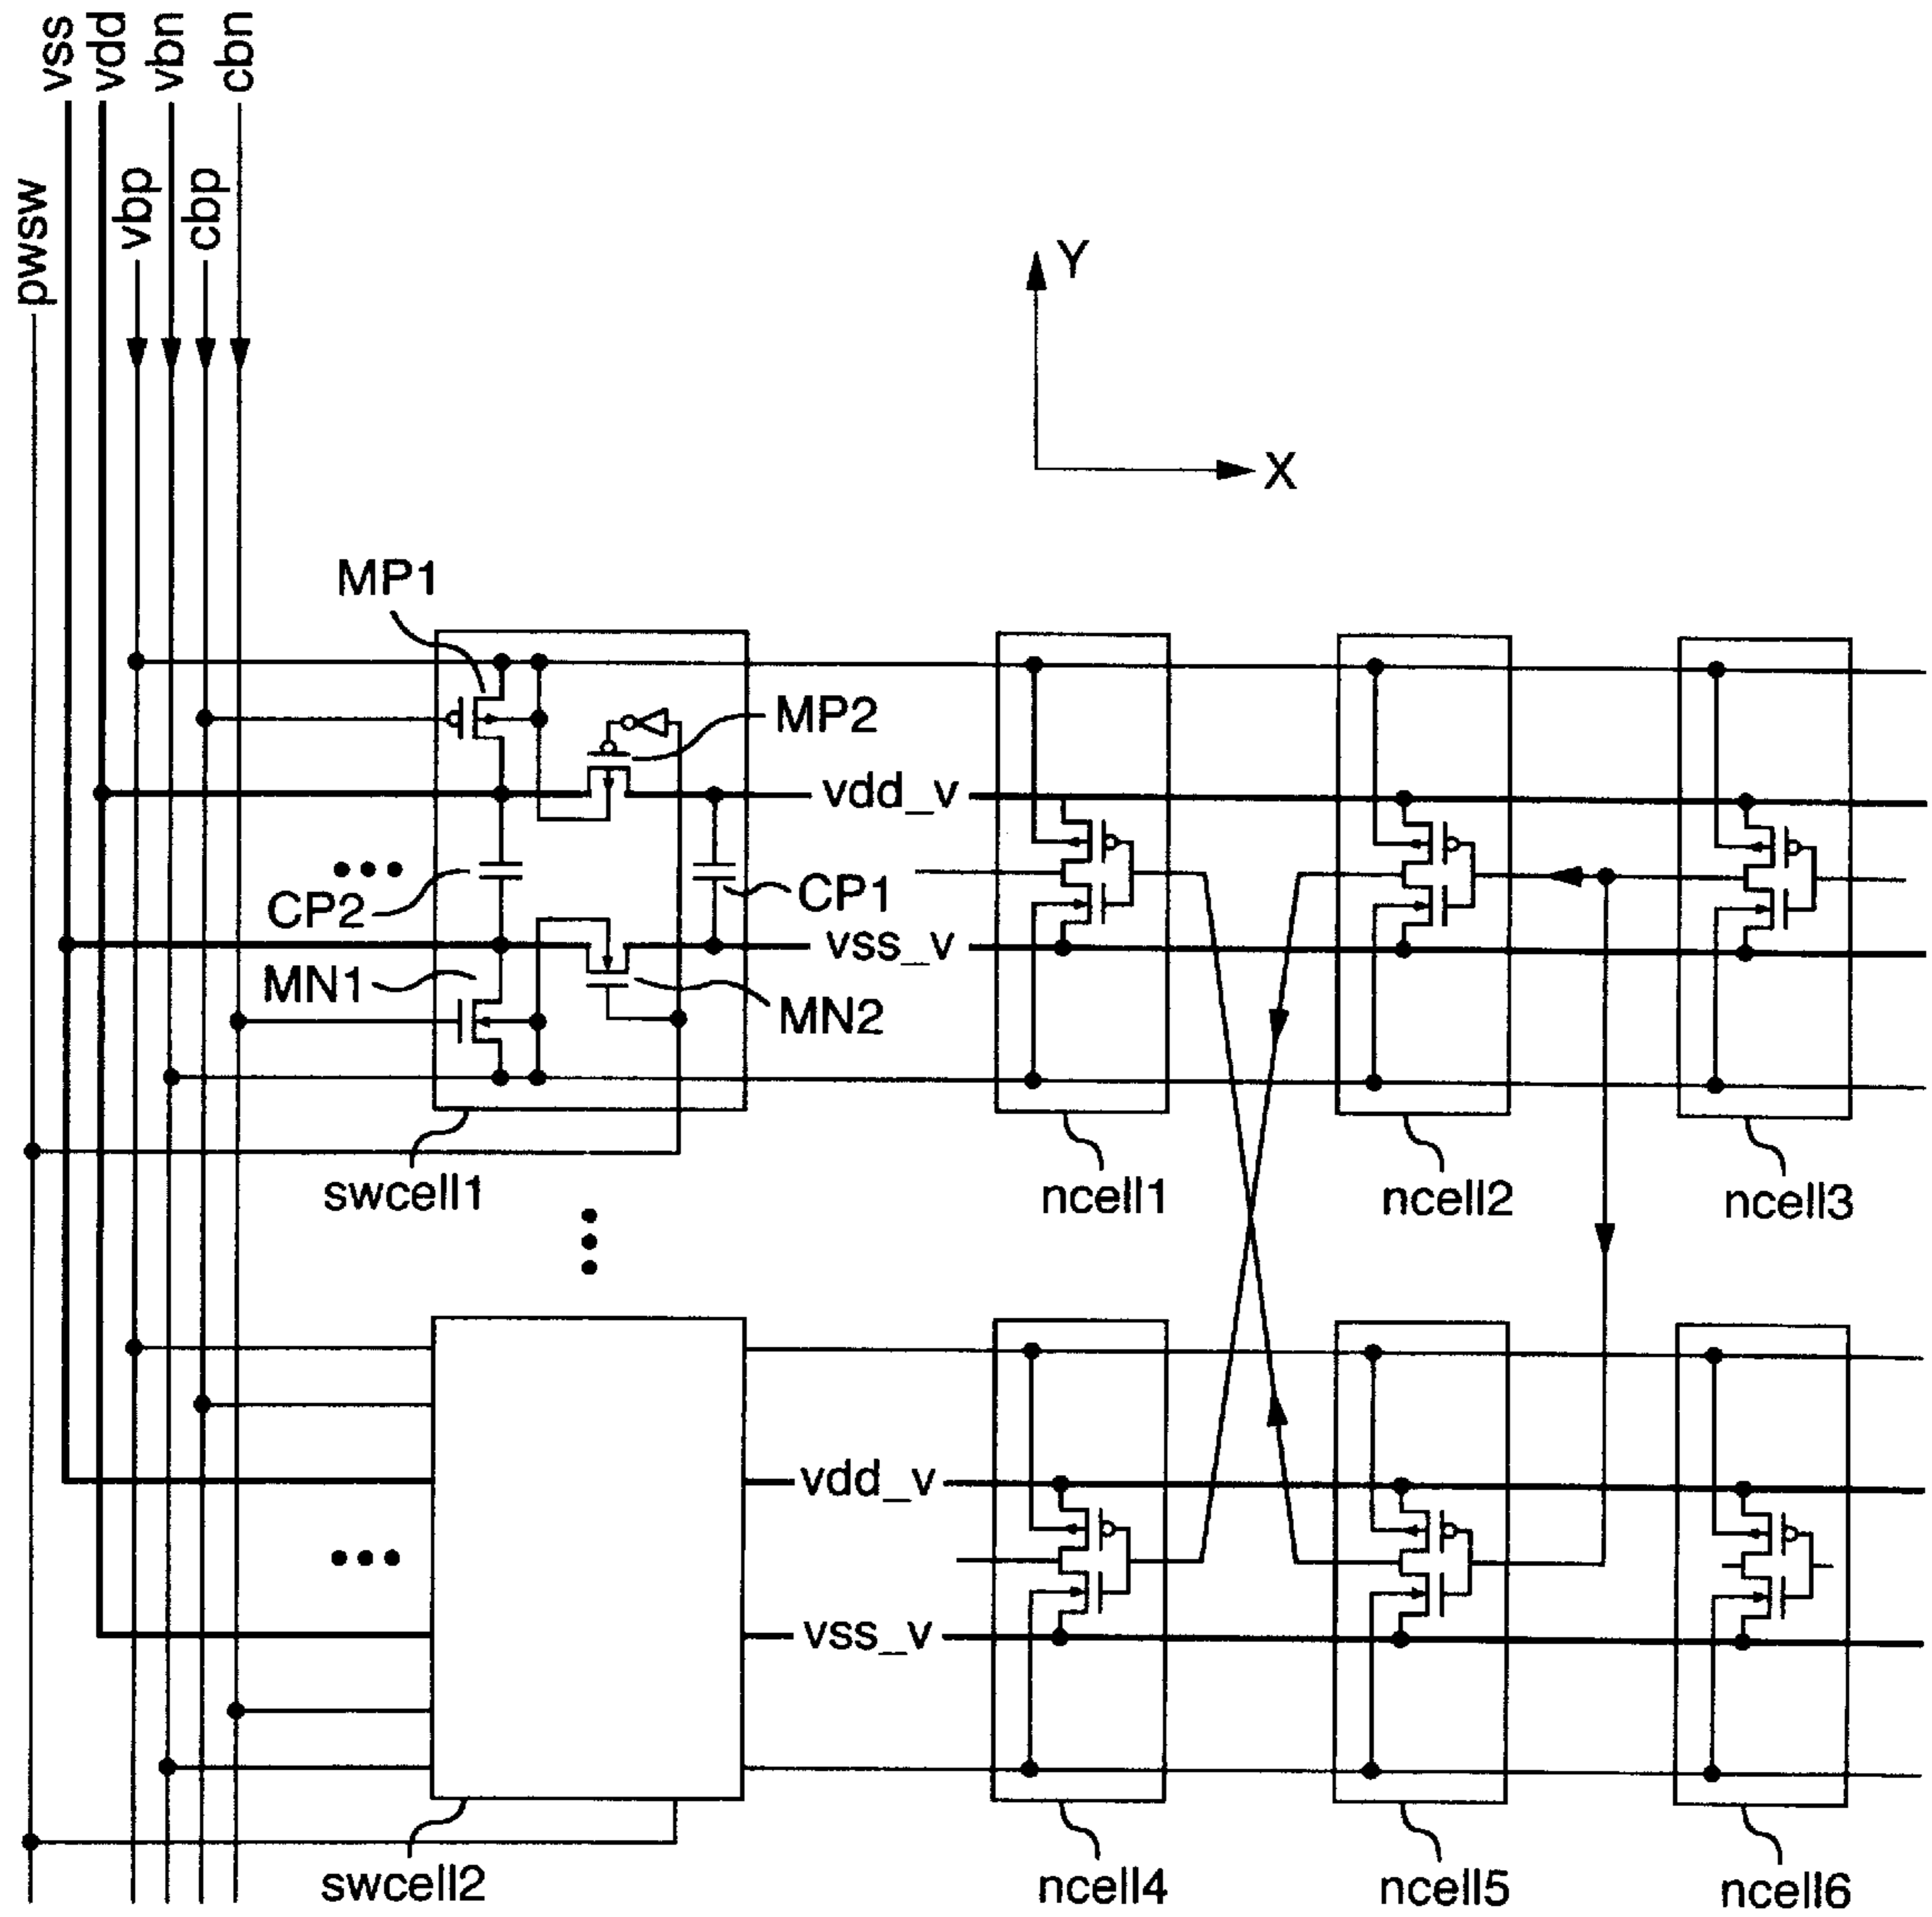 vss
vdd
vbn
cbn
pwsw
vbp
cbp
Y
X
MP1
MP2
vdd_v
CP2
CP1
vss_v
MN1
MN2
swcell1
ncell1
ncell2
ncell3
vdd_v
vss_v
swcell2
ncell4
ncell5
ncell6